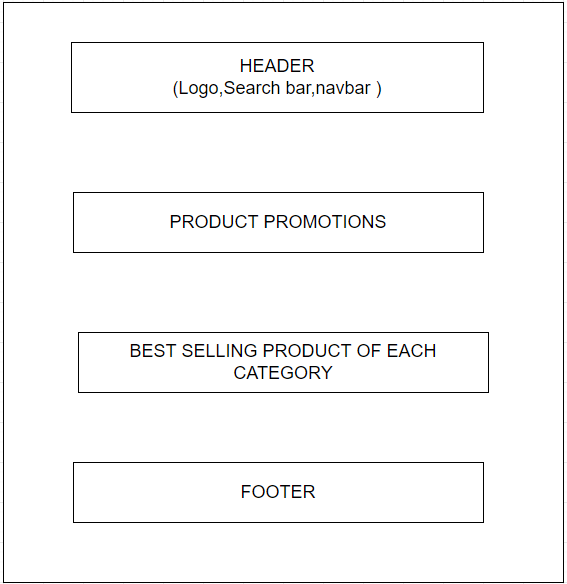 HEADER
(Logo,Search bar,navbar )
PRODUCT PROMOTIONS
BEST SELLING PRODUCT OF EACH
CATEGORY
FOOTER